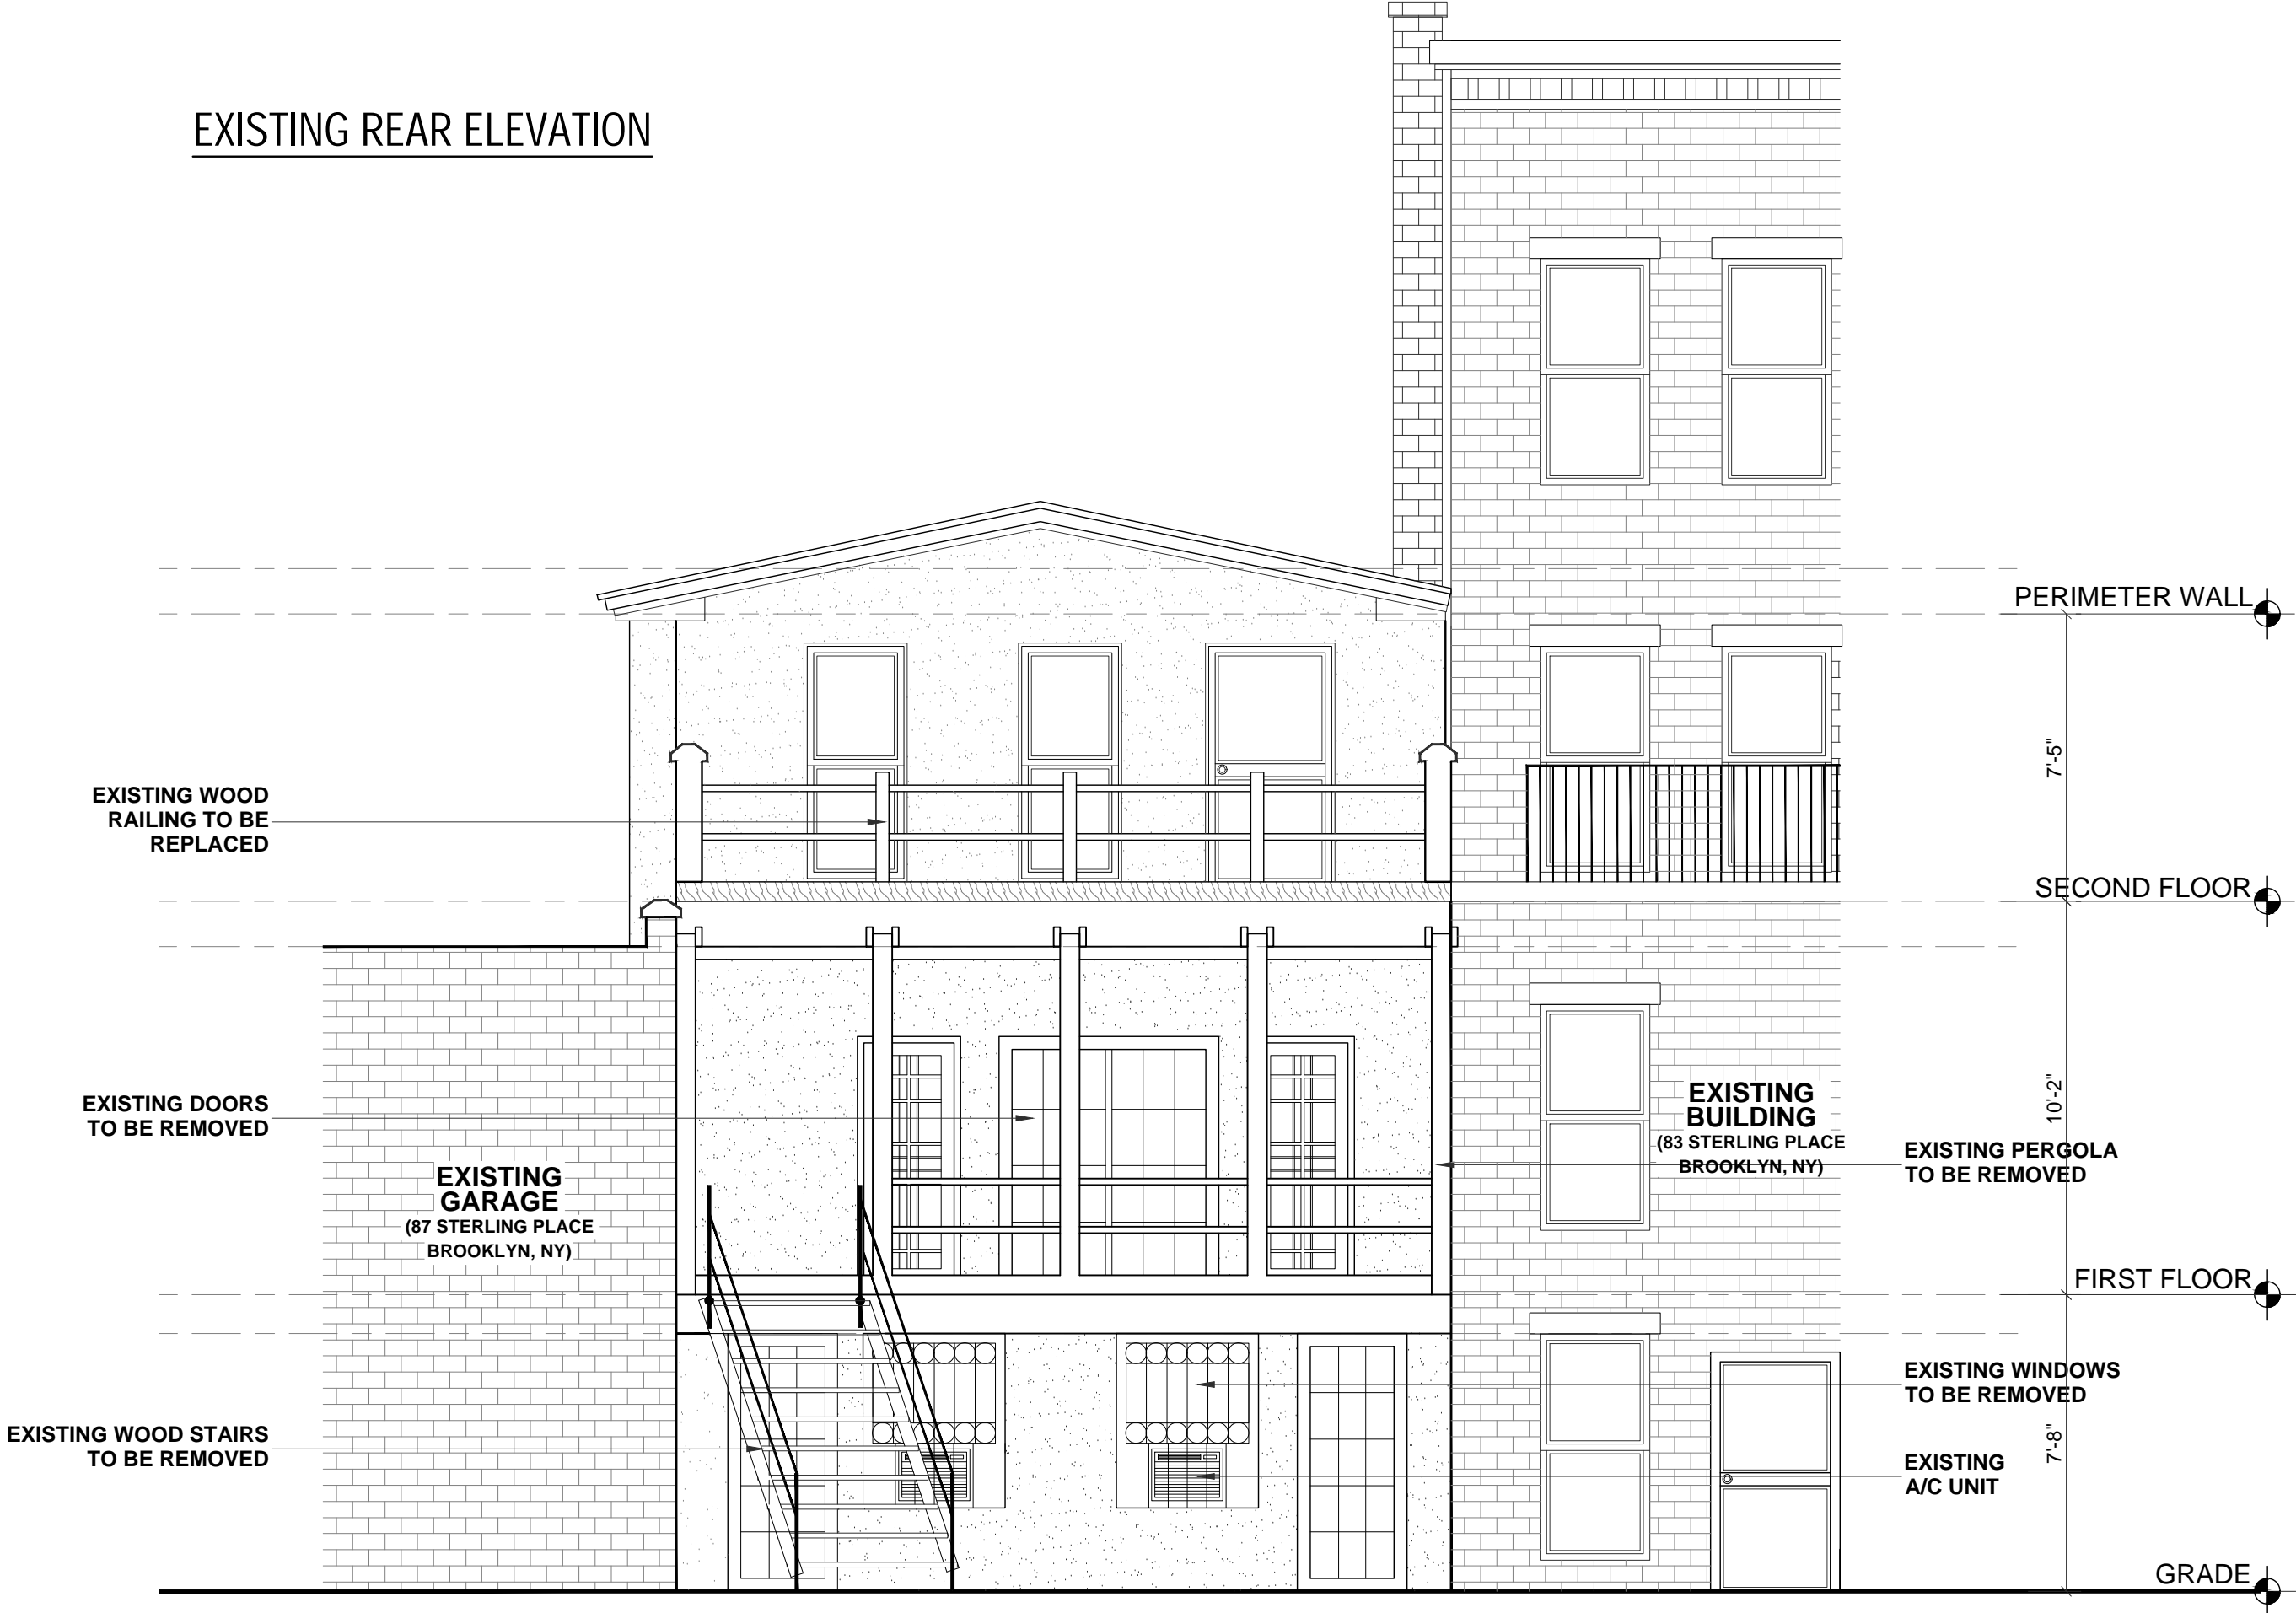 EXISTING REAR ELEVATION
PERIMETER WALL
7'-5"
EXISTING WOOD
RAILING TO BE
REPLACED
SECOND FLOOR
10'-2"
EXISTING DOORS
TO BE REMOVED
EXISTING
BUILDING
(83 STERLING PLACE
BROOKLYN, NY)
EXISTING PERGOLA
TO BE REMOVED
EXISTING
GARAGE
(87 STERLING PLACE
BROOKLYN, NY)
FIRST FLOOR
EXISTING WINDOWS
TO BE REMOVED
7'-8"
EXISTING WOOD STAIRS
TO BE REMOVED
EXISTING
A/C UNIT
GRADE